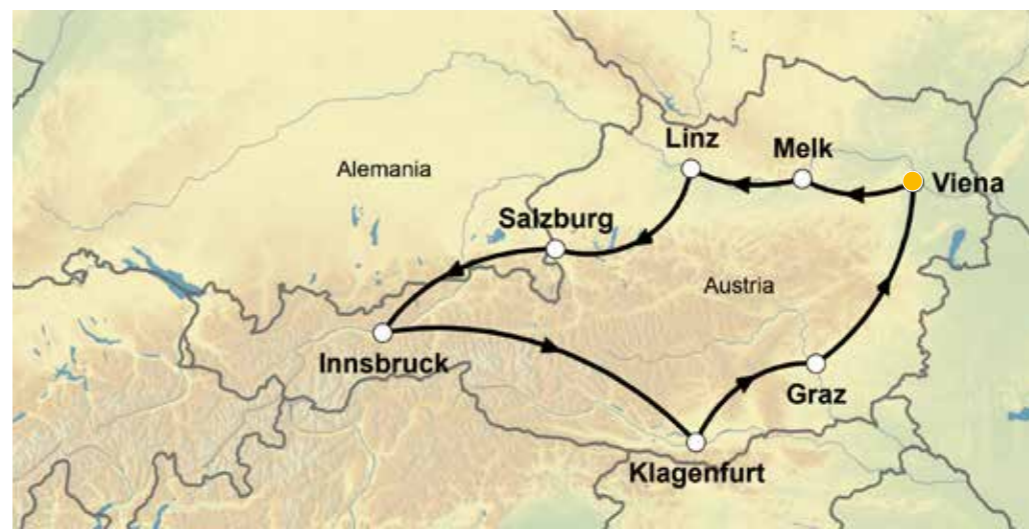 Linz
Melk
Alemania
Viena
Salzburg
Austria
Innsbruck
Graz
Klagenfurt